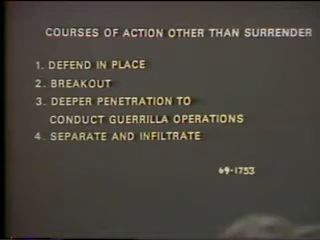 COURSES OF ACTION OTHER THAN SURRENDER
1. DEFEND IN PLACE
2. BREAKOUT
3. DEEPER PENETRATION TO
CONDUCT GUERRILLA OPERATIONS
4. SEPARATE AND INFILTRATE
69-1753